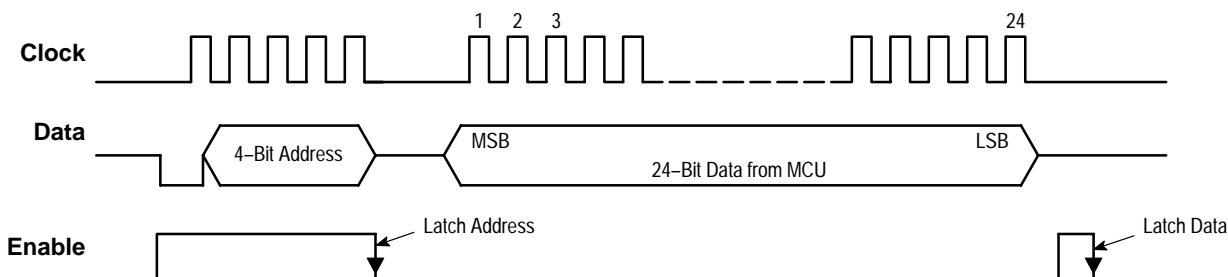 1 2 3 24
Clock
Data
4–Bit Address
MSB
LSB
24–Bit Data from MCU
Enable
Latch Address
Latch Data